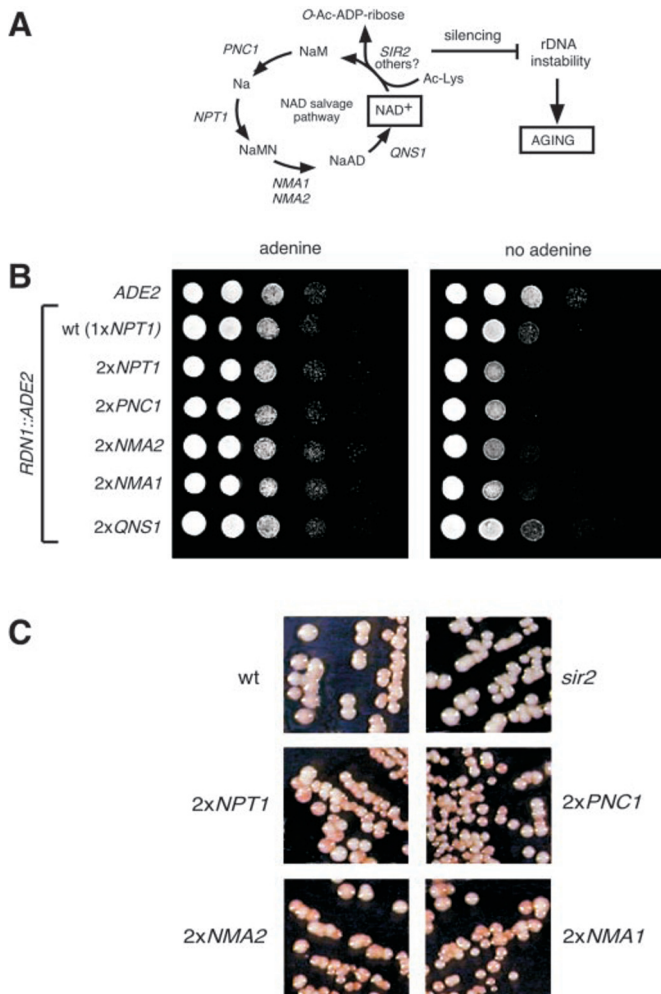 A
O-Ac-ADP-ribose
PNC1
NaM
SIR2
others?
silencing
rDNA
instability
Ac-Lys
Na
NAD salvage
pathway
NAD+
NPT1
AGING
NaMN
NaAD
QNS1
NMA1
NMA2
adenine
no adenine
B
ADE2
wt (1xNPT1)
2xNPT1
2xPNC1
2xNMA2
2xNMA1
2xQNS1
RDN1::ADE2
C
wt
sir2
2xNPT1
2xPNC1
2xNMA2
2xNMA1